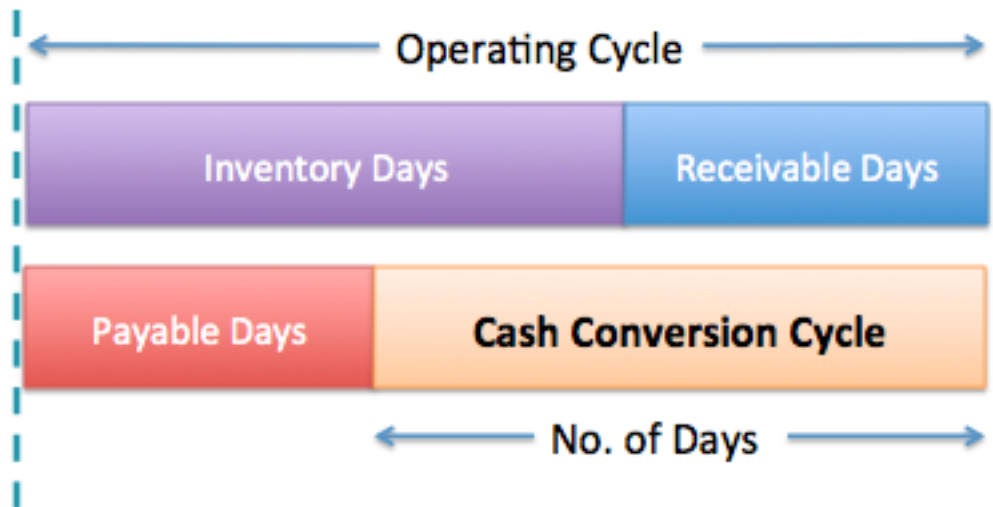 Operating Cycle
Inventory Days
Receivable Days
Payable Days
Cash Conversion Cycle
No. of Days